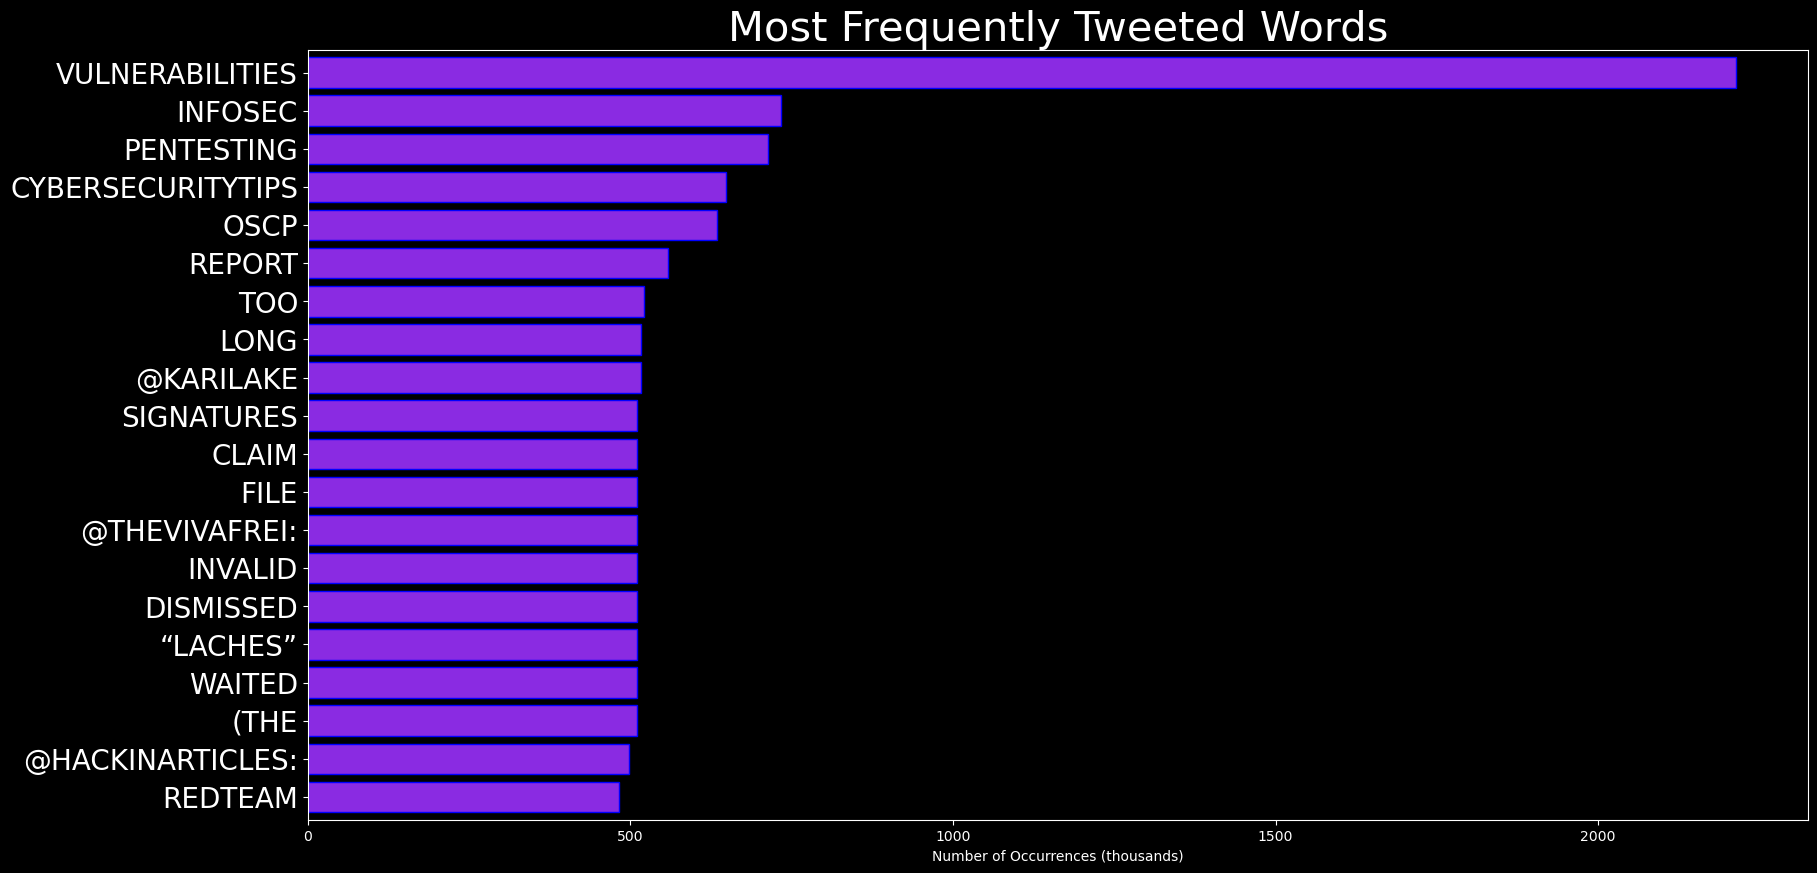 Most Frequently Tweeted Words
VULNERABILITIES
INFOSEC
PENTESTING
CYBERSECURITYTIPS
OSCP
REPORT
TOO
LONG
@KARILAKE
SIGNATURES
CLAIM
FILE
@THEVIVAFREI:
INVALID
DISMISSED
“LACHES”
WAITED
(THE
@HACKINARTICLES:
REDTEAM
0 500 1000 1500 2000
Number of Occurrences (thousands)